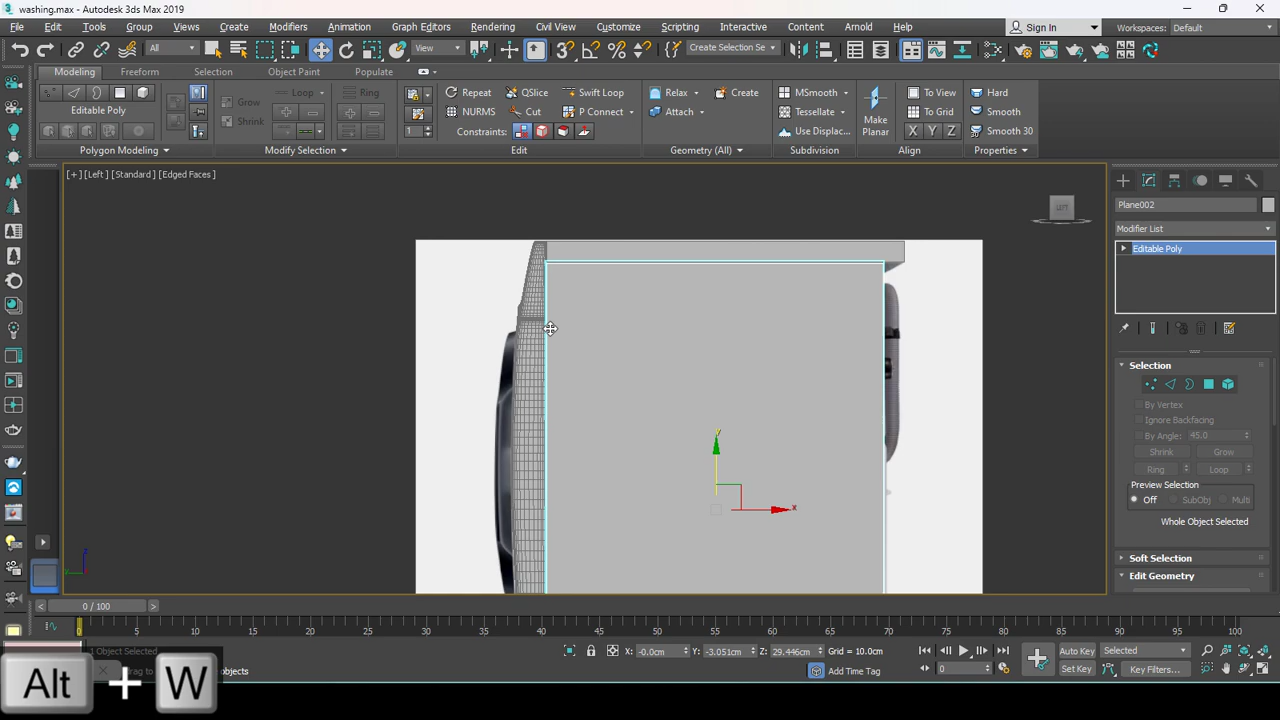 washing.max - Autodesk 3ds Max 2019
File Edit Tools Group Views Create Modifiers Animation Graph Editors Rendering Civil View Customize Scripting Interactive Content Arnold Help
Sign In Workspaces: Default
All View Create Selection Se
Modeling Freeform Selection Object Paint Populate
Grow Loop Ring Repeat QSlice Swift Loop Relax Create MSmooth To View Hard
Editable Poly Shrink NURMS Cut P Connect Attach Tessellate Make Planar To Grid Smooth
1 Constraints: Use Displac... X Y Z Smooth 30
Polygon Modeling Modify Selection Edit Geometry (All) Subdivision Align Properties
[+] [Left] [Standard] [Edged Faces]
Plane002
Modifier List
Editable Poly
Selection
By Vertex
Ignore Backfacing
By Angle: 45.0
Shrink Grow
Ring Loop
Preview Selection
Off SubObj Multi
Whole Object Selected
Soft Selection
Edit Geometry
y
x
z
0 / 100
0 5 10 15 20 25 30 35 40 45 50 55 60 65 70 75 80 85 90 95 100
1 Object Selected
objects
X: -0.0cm Y: -3.051cm Z: 29.446cm Grid = 10.0cm
Add Time Tag
Auto Key Selected
0 Set Key Key Filters...
Alt + W